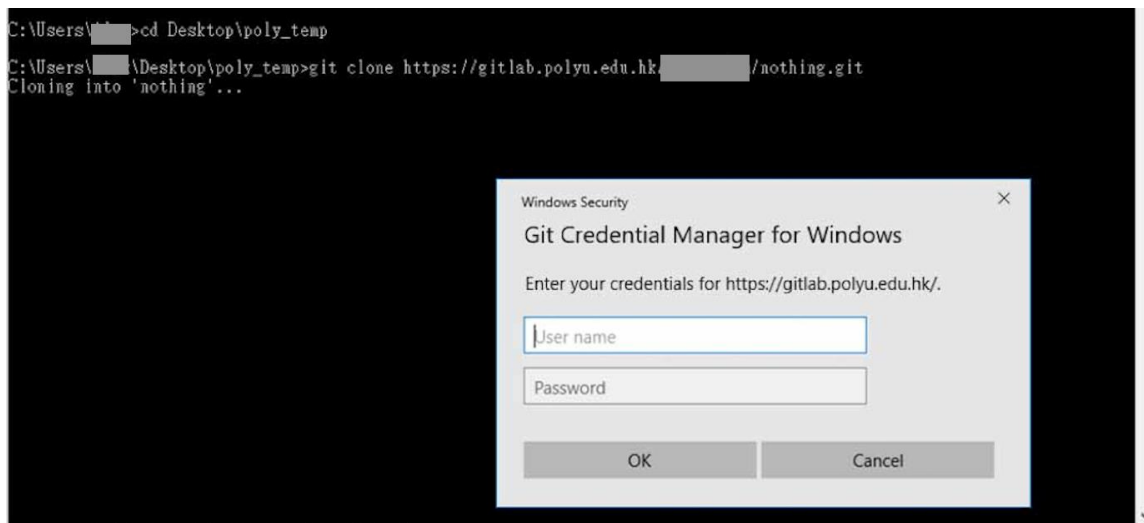 C:\Users\ >cd Desktop\poly_temp
C:\Users\ \Desktop\poly_temp>git clone https://gitlab.polyu.edu.hk/ /nothing.git
Cloning into 'nothing'...
Windows Security
Git Credential Manager for Windows
Enter your credentials for https://gitlab.polyu.edu.hk/.
User name
Password
OK Cancel